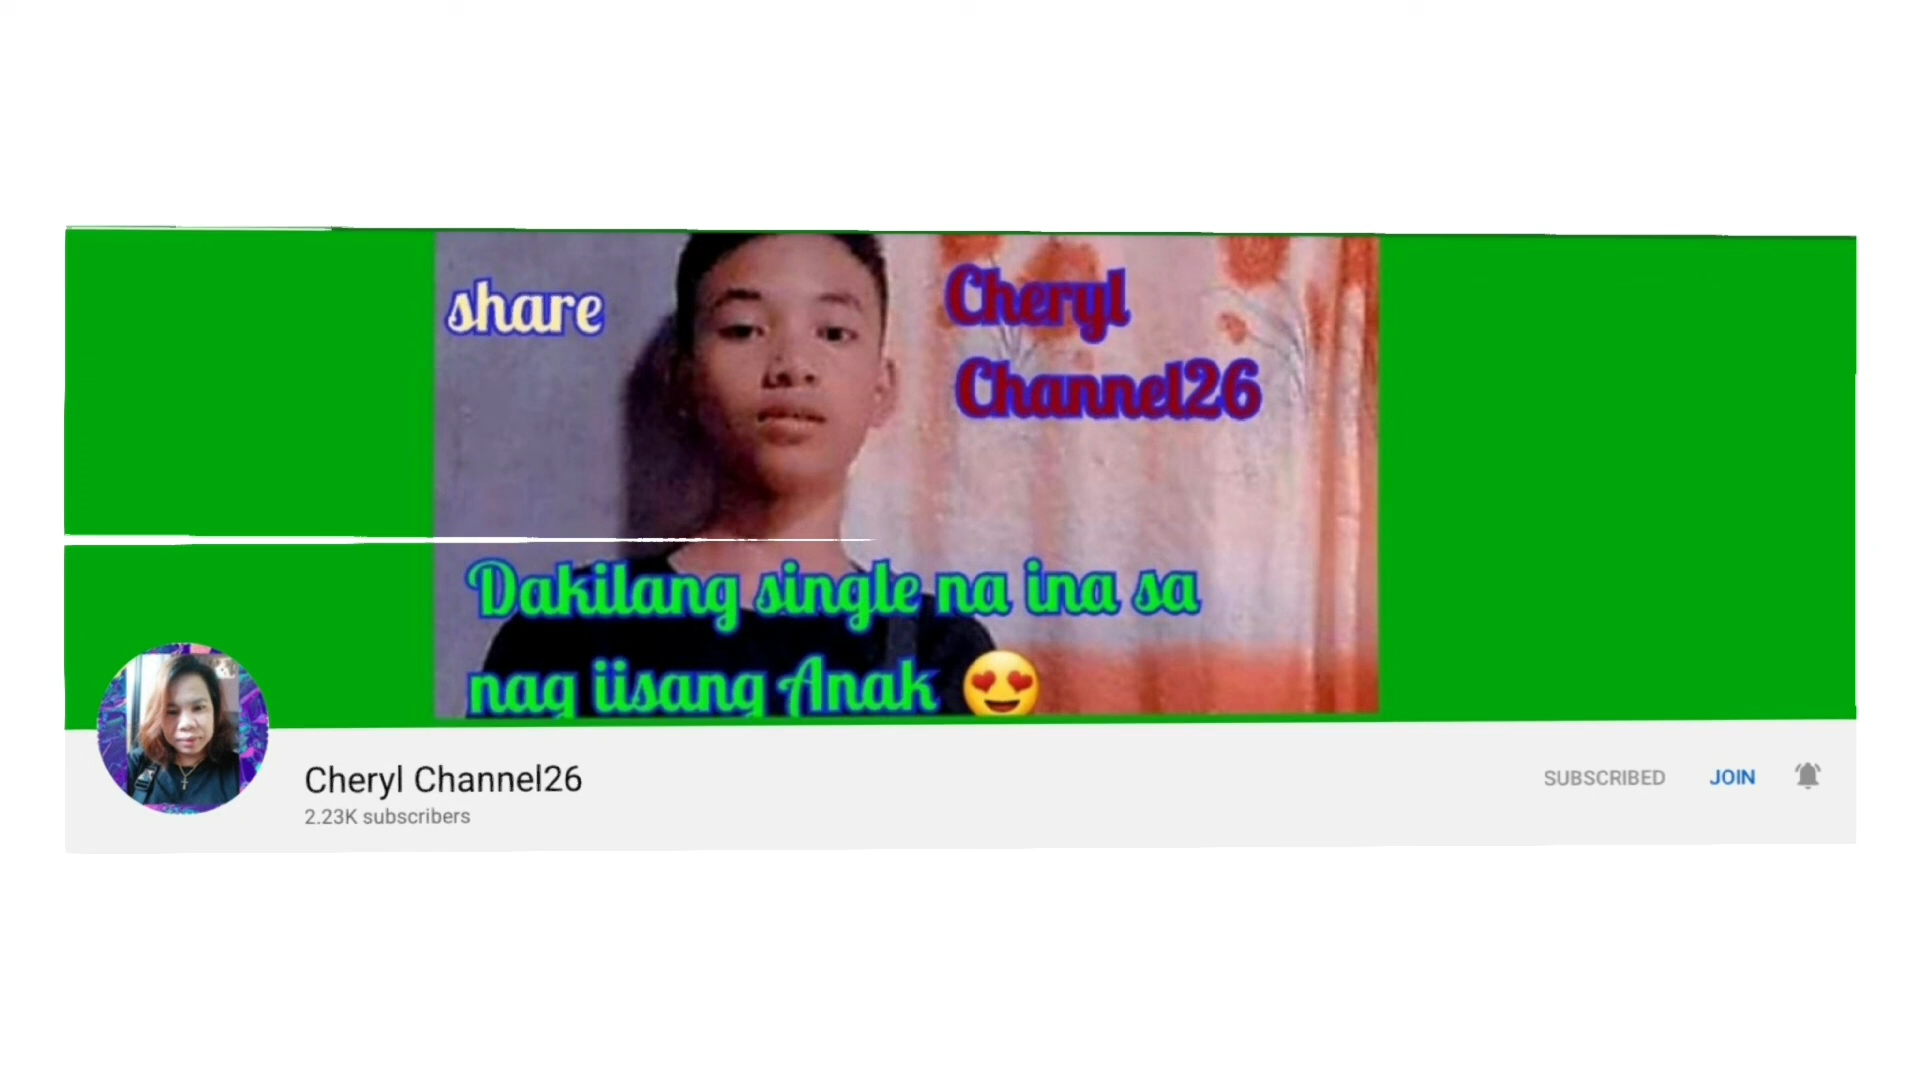 share
Cheryl
Channel26
Dakilang single na ina sa
nag iisang Anak 😍
Cheryl Channel26
2.23K subscribers
SUBSCRIBED
JOIN